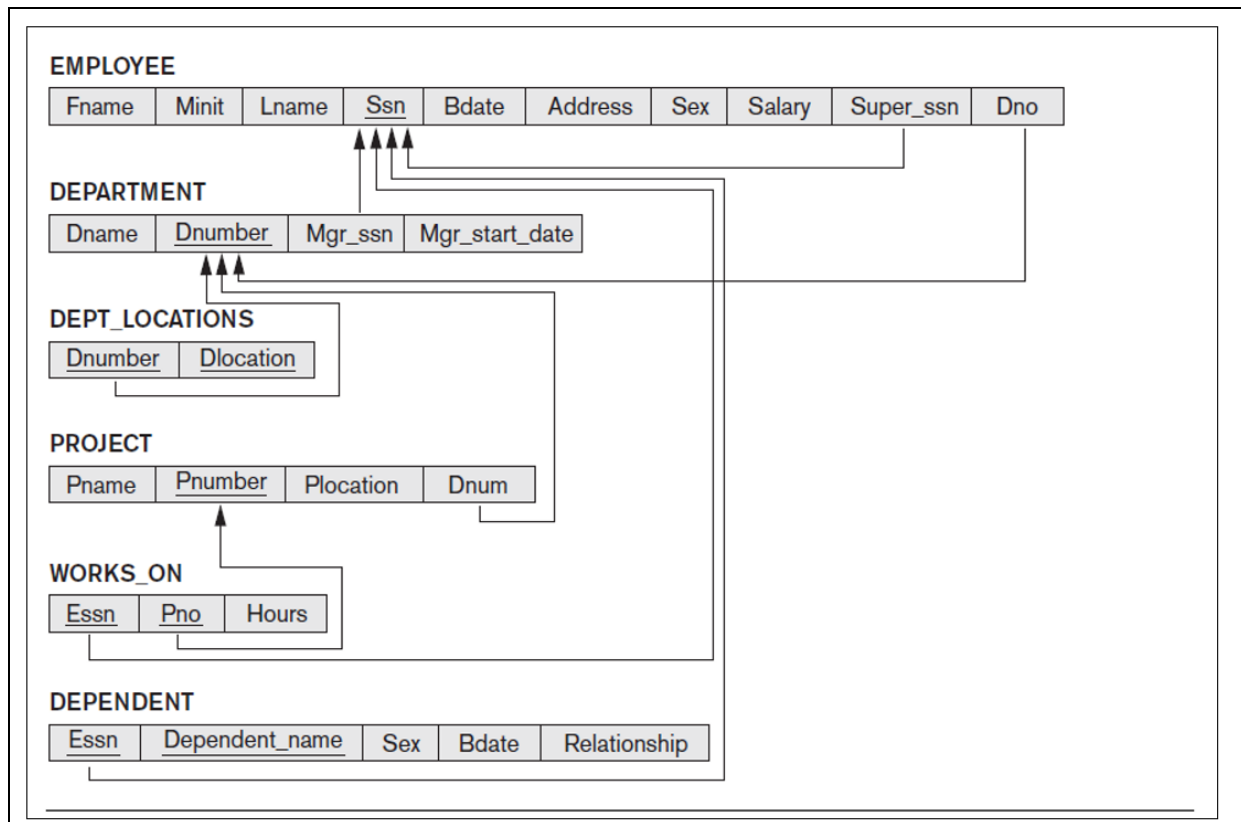 EMPLOYEE
Fname Minit Lname Ssn Bdate Address Sex Salary Super_ssn Dno
DEPARTMENT
Dname Dnumber Mgr_ssn Mgr_start_date
DEPT_LOCATIONS
Dnumber Dlocation
PROJECT
Pname Pnumber Plocation Dnum
WORKS_ON
Essn Pno Hours
DEPENDENT
Essn Dependent_name Sex Bdate Relationship